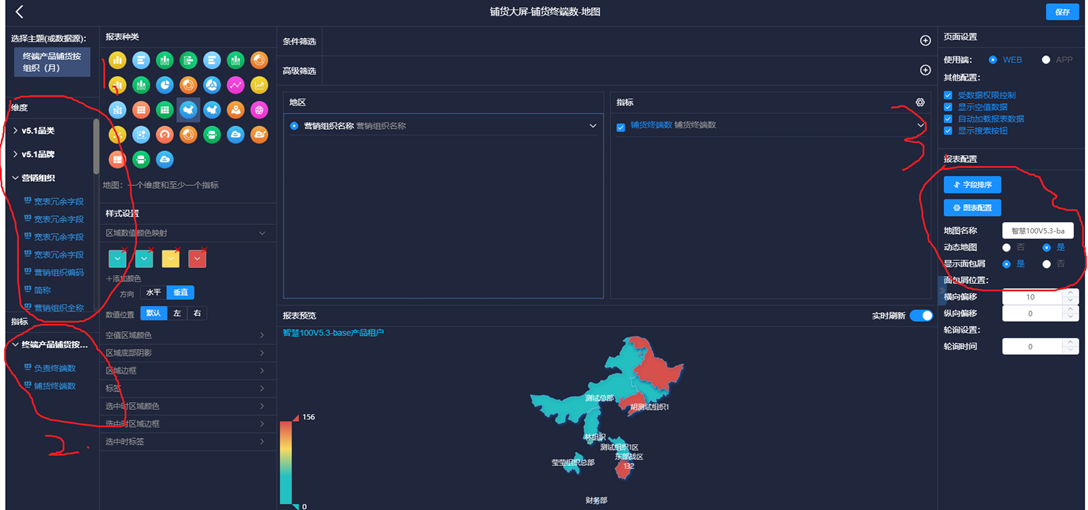 铺货大屏-铺货终端数-地图
保存
选择主题(或数据源):
终端产品铺货按
组织（月）
维度
v5.1品类
v5.1品牌
营销组织
宽表冗余字段
宽表冗余字段
宽表冗余字段
宽表冗余字段
营销组织编码
简称
营销组织全称
指标
终端产品铺货按...
负责终端数
铺货终端数
2.
报表种类
1
地图：一个维度和至少一个指标
样式设置
区域数值颜色映射
+添加颜色
方向 水平 垂直
数值位置 默认 左 右
空值区域颜色
区域底部阴影
区域边框
标签
选中时区域颜色
选中时区域边框
选中时标签
条件筛选
高级筛选
地区
营销组织名称 营销组织名称
指标
铺货终端数 铺货终端数
3
报表预览
实时刷新
智慧100V5.3-base产品租户
测试总部
胡测试组织1
林组织
测试组织1区
东部战区
132
莹莹组织总部
财务部
156
0
页面设置
使用端: WEB APP
其他配置:
受数据权限控制
显示空值数据
自动加载报表数据
显示搜索按钮
报表配置
字段排序
图表配置
地图名称 智慧100V5.3-ba
动态地图 否 是
显示面包屑 是 否
面包屑位置:
横向偏移 10
纵向偏移 0
轮询设置:
轮询时间 0